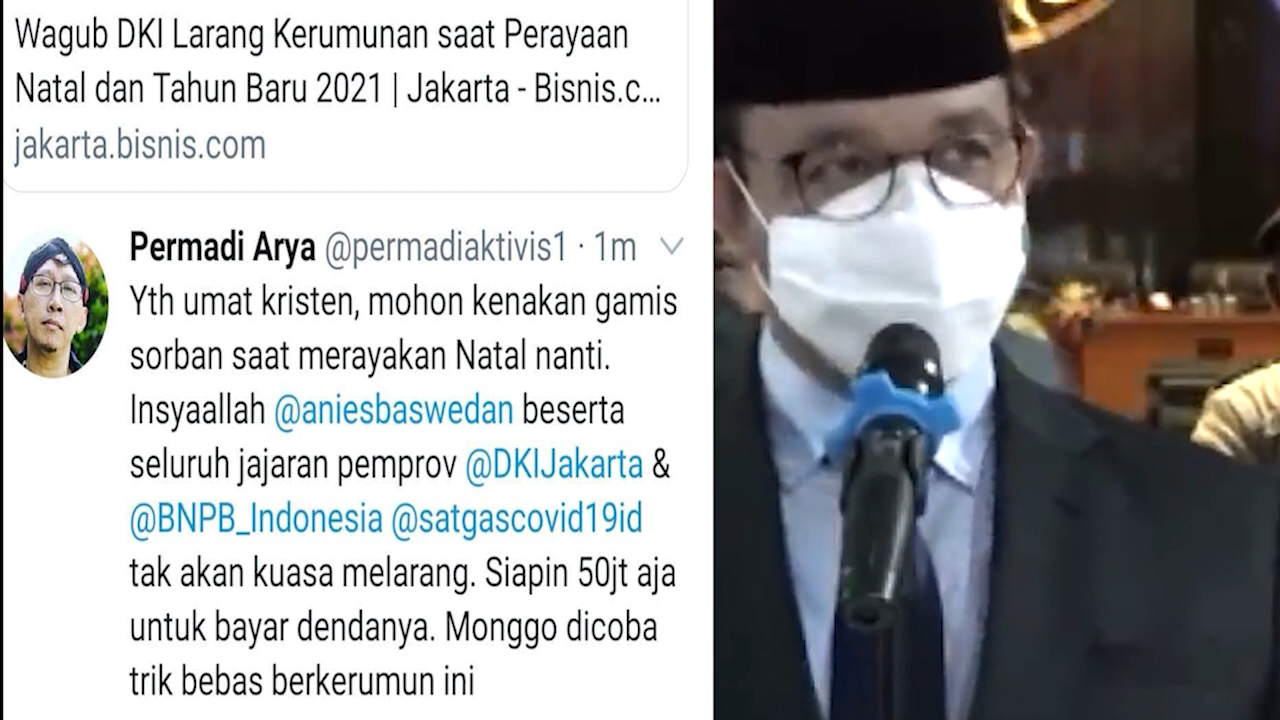 Wagub DKI Larang Kerumunan saat Perayaan
Natal dan Tahun Baru 2021 | Jakarta - Bisnis.c...
jakarta.bisnis.com
Permadi Arya @permadiaktivis1 · 1m
Yth umat kristen, mohon kenakan gamis
sorban saat merayakan Natal nanti.
Insyaallah @aniesbaswedan beserta
seluruh jajaran pemprov @DKIJakarta &
@BNPB_Indonesia @satgascovid19id
tak akan kuasa melarang. Siapin 50jt aja
untuk bayar dendanya. Monggo dicoba
trik bebas berkerumun ini